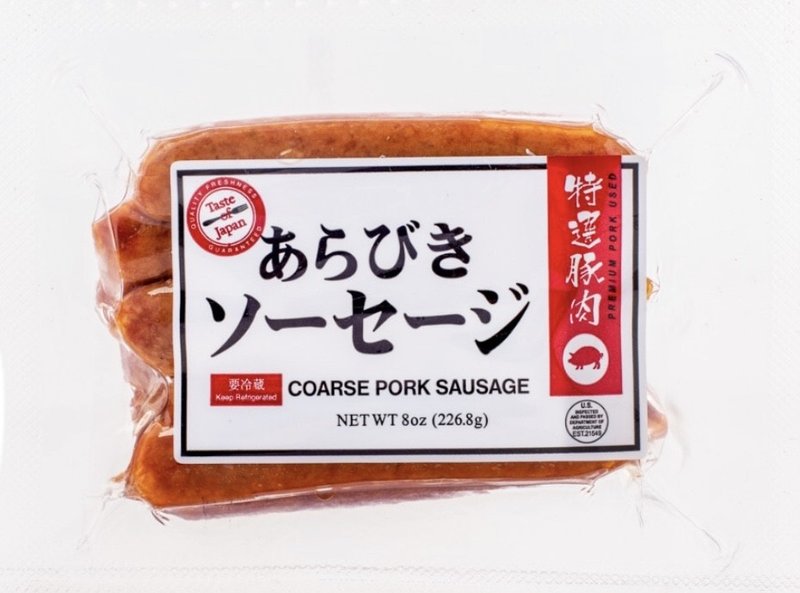 QUALITY FRESHNESS
Taste
of
Japan
GUARANTEED
あらびき
ソーセージ
要冷蔵
Keep Refrigerated
COARSE PORK SAUSAGE
NET WT 8oz (226.8g)
特選豚肉
PREMIUM PORK USED
U.S.
INSPECTED
AND PASSED BY
DEPARTMENT OF
AGRICULTURE
EST.21549